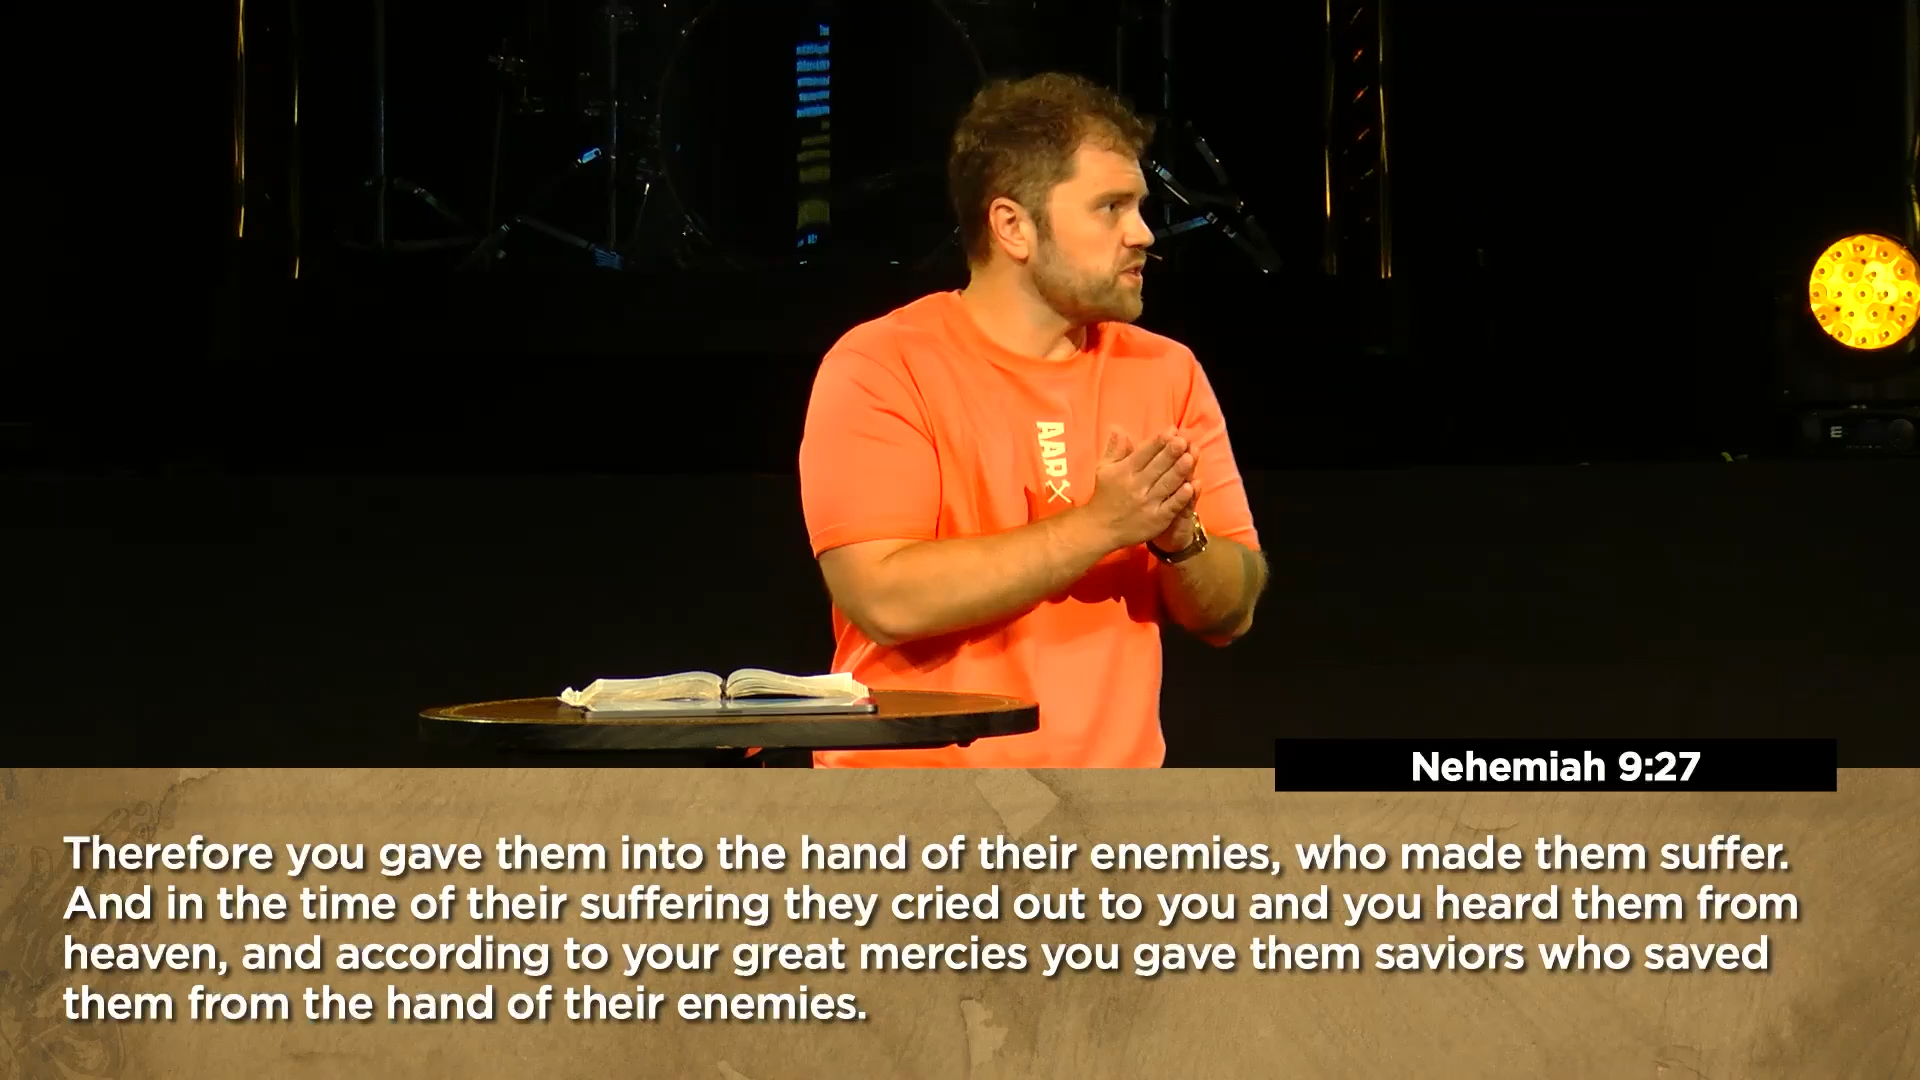 AARX
Nehemiah 9:27
Therefore you gave them into the hand of their enemies, who made them suffer.
And in the time of their suffering they cried out to you and you heard them from
heaven, and according to your great mercies you gave them saviors who saved
them from the hand of their enemies.